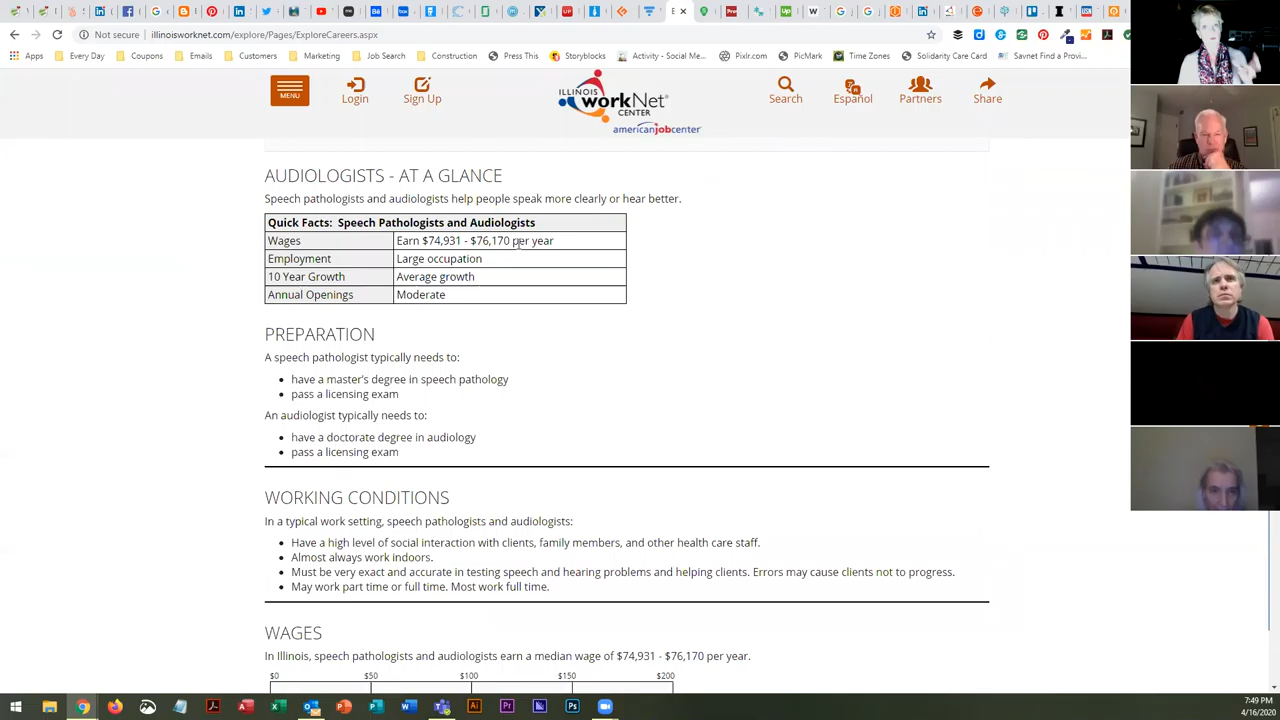 Not secure
illinoisworknet.com/explore/Pages/ExploreCareers.aspx
Apps
Every Day
Coupons
Emails
Customers
Marketing
Job Search
Construction
Press This
Storyblocks
Activity - Social Me...
Pixlr.com
PicMark
Time Zones
Solidarity Care Card
Savnet Find a Provi...
MENU
Login
Sign Up
ILLINOIS
workNet
CENTER
americanjobcenter
Search
Español
Partners
Share
AUDIOLOGISTS - AT A GLANCE
Speech pathologists and audiologists help people speak more clearly or hear better.
Quick Facts: Speech Pathologists and Audiologists
Wages Earn $74,931 - $76,170 per year
Employment Large occupation
10 Year Growth Average growth
Annual Openings Moderate
PREPARATION
A speech pathologist typically needs to:
• have a master's degree in speech pathology
• pass a licensing exam
An audiologist typically needs to:
• have a doctorate degree in audiology
• pass a licensing exam
WORKING CONDITIONS
In a typical work setting, speech pathologists and audiologists:
• Have a high level of social interaction with clients, family members, and other health care staff.
• Almost always work indoors.
• Must be very exact and accurate in testing speech and hearing problems and helping clients. Errors may cause clients not to progress.
• May work part time or full time. Most work full time.
WAGES
In Illinois, speech pathologists and audiologists earn a median wage of $74,931 - $76,170 per year.
$0 $50 $100 $150 $200
7:49 PM
4/16/2020